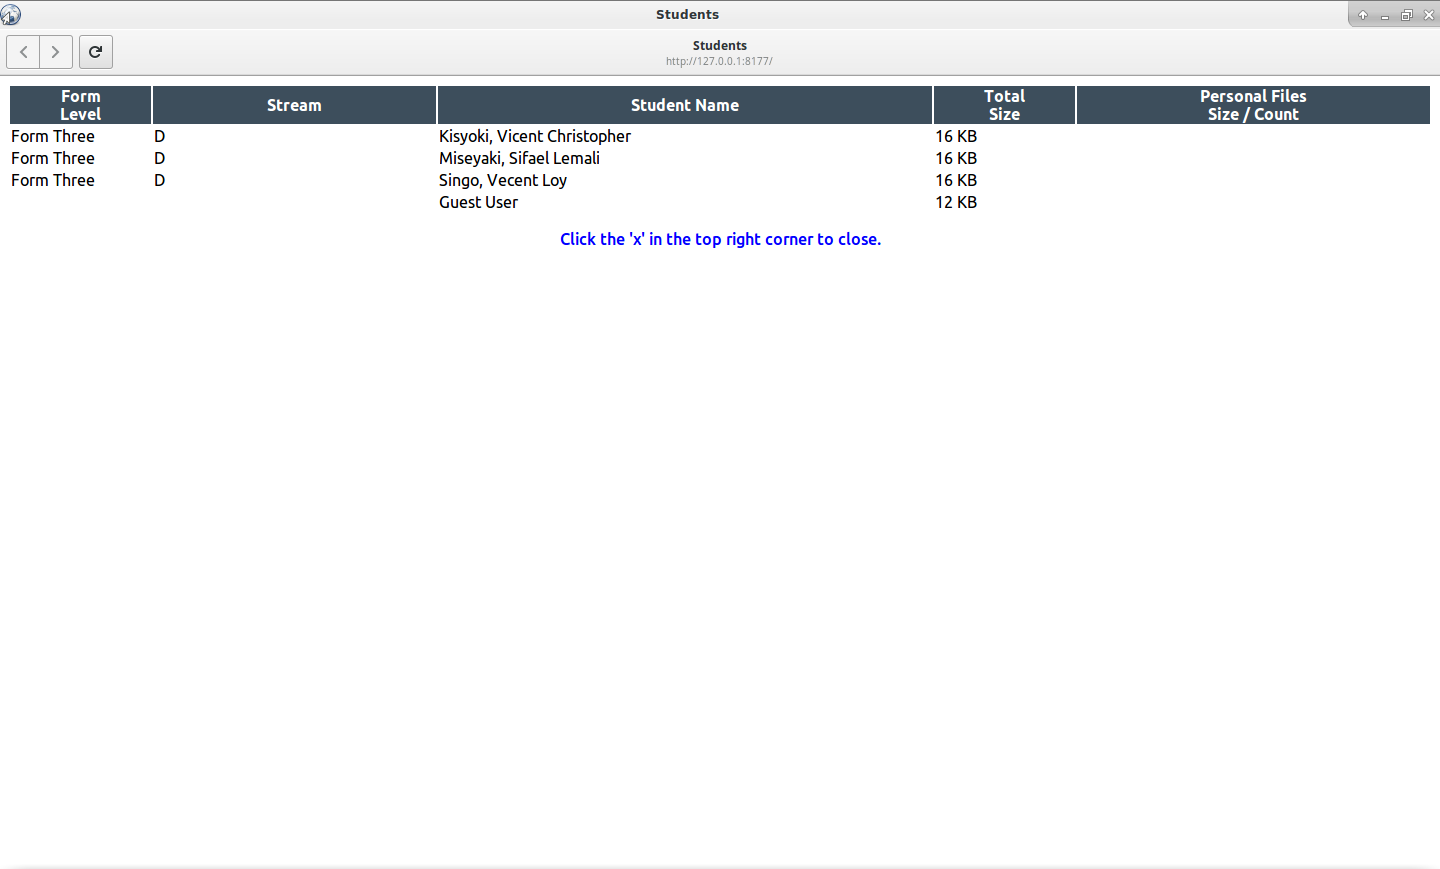 Students
Students
http://127.0.0.1:8177/
Form Level Stream Student Name Total Size Personal Files Size / Count
Form Three D Kisyoki, Vicent Christopher 16 KB
Form Three D Miseyaki, Sifael Lemali 16 KB
Form Three D Singo, Vecent Loy 16 KB
Guest User 12 KB
Click the 'x' in the top right corner to close.